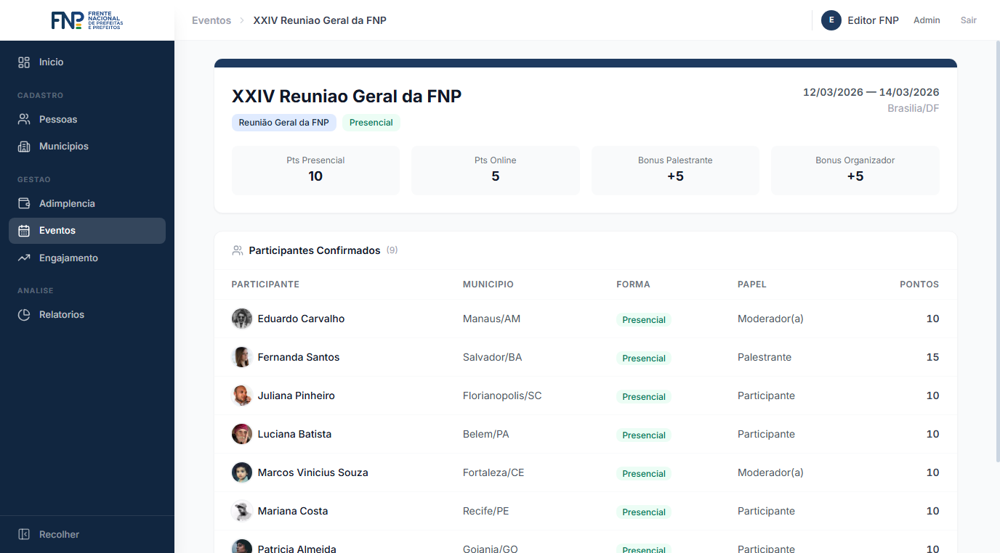 FNP FRENTE
NACIONAL
DE PREFEITAS
E PREFEITOS
Eventos > XXIV Reuniao Geral da FNP
E Editor FNP Admin Sair
Inicio
CADASTRO
Pessoas
Municipios
GESTAO
Adimplencia
Eventos
Engajamento
ANALISE
Relatorios
Recolher
XXIV Reuniao Geral da FNP
12/03/2026 — 14/03/2026
Brasilia/DF
Reunião Geral da FNP Presencial
Pts Presencial Pts Online Bonus Palestrante Bonus Organizador
10 5 +5 +5
Participantes Confirmados (9)
PARTICIPANTE MUNICIPIO FORMA PAPEL PONTOS
Eduardo Carvalho Manaus/AM Presencial Moderador(a) 10
Fernanda Santos Salvador/BA Presencial Palestrante 15
Juliana Pinheiro Florianopolis/SC Presencial Participante 10
Luciana Batista Belem/PA Presencial Participante 10
Marcos Vinicius Souza Fortaleza/CE Presencial Moderador(a) 10
Mariana Costa Recife/PE Presencial Participante 10
Patricia Almeida Goiania/GO Presencial Participante 10